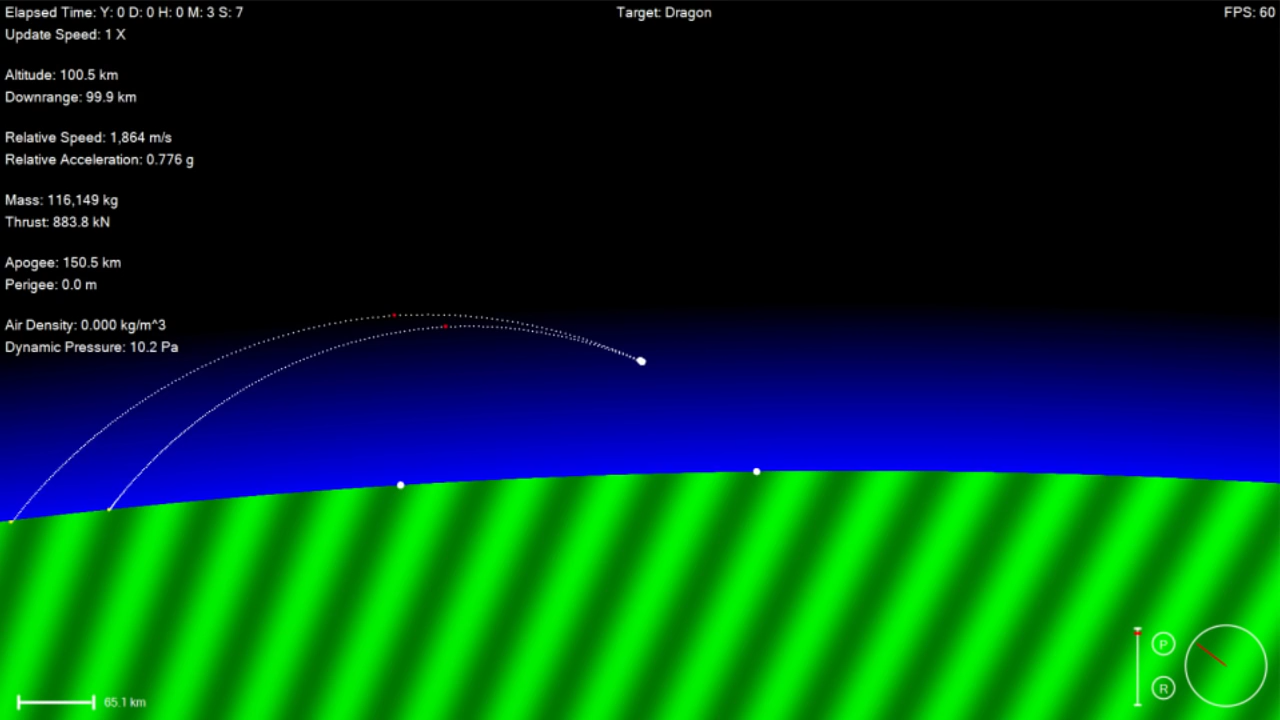 Elapsed Time: Y: 0 D: 0 H: 0 M: 3 S: 7
Target: Dragon
FPS: 60
Update Speed: 1 X
Altitude: 100.5 km
Downrange: 99.9 km
Relative Speed: 1,864 m/s
Relative Acceleration: 0.776 g
Mass: 116,149 kg
Thrust: 883.8 kN
Apogee: 150.5 km
Perigee: 0.0 m
Air Density: 0.000 kg/m^3
Dynamic Pressure: 10.2 Pa
P
R
65.1 km